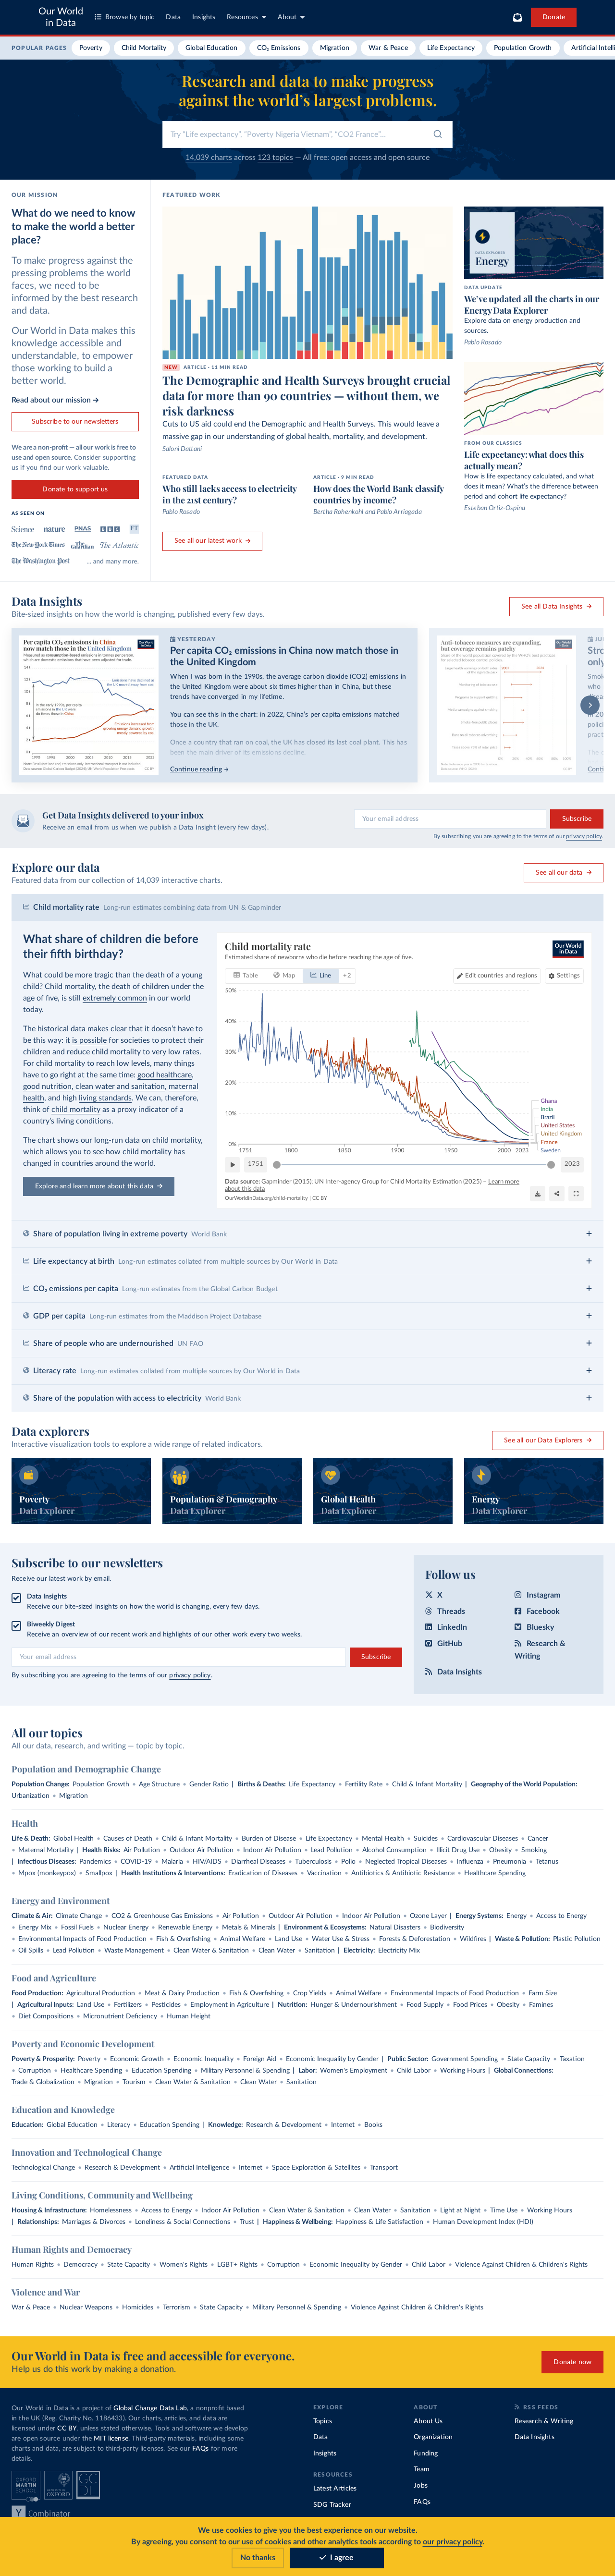 Our World
in Data
Browse by topic
Data
Insights
Resources
About
Donate
POPULAR PAGES
Poverty
Child Mortality
Global Education
CO₂ Emissions
Migration
War & Peace
Life Expectancy
Population Growth
Artificial Intelli
Research and data to make progress
against the world’s largest problems.
Try "Life expectancy", "Poverty Nigeria Vietnam", "CO2 France"...
14,039 charts across 123 topics — All free: open access and open source
OUR MISSION
What do we need to know
to make the world a better
place?
To make progress against the
pressing problems the world
faces, we need to be
informed by the best research
and data.
Our World in Data makes this
knowledge accessible and
understandable, to empower
those working to build a
better world.
Read about our mission
Subscribe to our newsletters
We are a non-profit — all our work is free to
use and open source. Consider supporting
us if you find our work valuable.
Donate to support us
AS SEEN ON
Science
nature
PNAS
BBC
FT
The New York Times
The Guardian
The Atlantic
The Washington Post
... and many more.
FEATURED WORK
NEW
ARTICLE • 11 MIN READ
The Demographic and Health Surveys brought crucial
data for more than 90 countries — without them, we
risk darkness
Cuts to US aid could end the Demographic and Health Surveys. This would leave a
massive gap in our understanding of global health, mortality, and development.
Saloni Dattani
DATA EXPLORER
Energy
DATA UPDATE
We’ve updated all the charts in our
Energy Data Explorer
Explore data on energy production and
sources.
Pablo Rosado
FROM OUR CLASSICS
Life expectancy: what does this
actually mean?
How is life expectancy calculated, and what
does it mean? What’s the difference between
period and cohort life expectancy?
Esteban Ortiz-Ospina
FEATURED DATA
Who still lacks access to electricity
in the 21st century?
Pablo Rosado
ARTICLE • 9 MIN READ
How does the World Bank classify
countries by income?
Bertha Rohenkohl and Pablo Arriagada
See all our latest work
Data Insights
Bite-sized insights on how the world is changing, published every few days.
See all Data Insights
Per capita CO₂ emissions in China
now match those in the United Kingdom
YESTERDAY
Per capita CO₂ emissions in China now match those in
the United Kingdom
When I was born in the 1990s, the average carbon dioxide (CO2) emissions in
the United Kingdom were about six times higher than in China, but these
trends have converged in my lifetime.
You can see this in the chart: in 2022, China’s per capita emissions matched
those in the UK.
Once a country that ran on coal, the closed its last coal plant. This has
been the main driver of its emissions decline.
Continue reading
Anti-tobacco measures are expanding,
but coverage remains patchy
Get Data Insights delivered to your inbox
Receive an email from us when we publish a Data Insight (every few days).
Your email address
Subscribe
By subscribing you are agreeing to the terms of our privacy policy.
Explore our data
Featured data from our collection of 14,039 interactive charts.
See all our data
Child mortality rate Long-run estimates combining data from UN & Gapminder
What share of children die before
their fifth birthday?
What could be more tragic than the death of a young
child? Child mortality, the death of children under the
age of five, is still extremely common in our world
today.
The historical data makes clear that it doesn’t have to
be this way: it is possible for societies to protect their
children and reduce child mortality to very low rates.
For child mortality to reach low levels, many things
have to go right at the same time: good healthcare,
good nutrition, clean water and sanitation, maternal
health, and high living standards. We can, therefore,
think of child mortality as a proxy indicator of a
country’s living conditions.
The chart shows our long-run data on child mortality,
which allows you to see how child mortality has
changed in countries around the world.
Explore and learn more about this data
Child mortality rate
Estimated share of newborns who die before reaching the age of five.
Our World
in Data
Table
Map
Line
+2
Edit countries and regions
Settings
50%
40%
30%
20%
10%
0%
1751
1800
1850
1900
1950
2000
2023
Ghana
India
Brazil
United States
United Kingdom
France
Sweden
1751
2023
Data source: Gapminder (2015); UN Inter-agency Group for Child Mortality Estimation (2025) – Learn more
about this data
OurWorldinData.org/child-mortality | CC BY
Share of population living in extreme poverty World Bank
Life expectancy at birth Long-run estimates collated from multiple sources by Our World in Data
CO₂ emissions per capita Long-run estimates from the Global Carbon Budget
GDP per capita Long-run estimates from the Maddison Project Database
Share of people who are undernourished UN FAO
Literacy rate Long-run estimates collated from multiple sources by Our World in Data
Share of the population with access to electricity World Bank
Data explorers
Interactive visualization tools to explore a wide range of related indicators.
See all our Data Explorers
Poverty
Data Explorer
Population & Demography
Data Explorer
Global Health
Data Explorer
Energy
Data Explorer
Subscribe to our newsletters
Receive our latest work by email.
Data Insights
Receive our bite-sized insights on how the world is changing, every few days.
Biweekly Digest
Receive an overview of our recent work and highlights of our other work every two weeks.
Your email address
Subscribe
By subscribing you are agreeing to the terms of our privacy policy.
Follow us
X
Instagram
Threads
Facebook
LinkedIn
Bluesky
GitHub
Research &
Writing
Data Insights
All our topics
All our data, research, and writing — topic by topic.
Population and Demographic Change
Population Change: Population Growth • Age Structure • Gender Ratio | Births & Deaths: Life Expectancy • Fertility Rate • Child & Infant Mortality | Geography of the World Population:
Urbanization • Migration
Health
Life & Death: Global Health • Causes of Death • Child & Infant Mortality • Burden of Disease • Life Expectancy • Mental Health • Suicides • Cardiovascular Diseases • Cancer
• Maternal Mortality | Health Risks: Air Pollution • Outdoor Air Pollution • Indoor Air Pollution • Lead Pollution • Alcohol Consumption • Illicit Drug Use • Obesity • Smoking
| Infectious Diseases: Pandemics • COVID-19 • Malaria • HIV/AIDS • Diarrheal Diseases • Tuberculosis • Polio • Neglected Tropical Diseases • Influenza • Pneumonia • Tetanus
• Mpox (monkeypox) • Smallpox | Health Institutions & Interventions: Eradication of Diseases • Vaccination • Antibiotics & Antibiotic Resistance • Healthcare Spending
Energy and Environment
Climate & Air: Climate Change • CO2 & Greenhouse Gas Emissions • Air Pollution • Outdoor Air Pollution • Indoor Air Pollution • Ozone Layer | Energy Systems: Energy • Access to Energy
• Energy Mix • Fossil Fuels • Nuclear Energy • Renewable Energy • Metals & Minerals | Environment & Ecosystems: Natural Disasters • Biodiversity
• Environmental Impacts of Food Production • Fish & Overfishing • Animal Welfare • Land Use • Water Use & Stress • Forests & Deforestation • Wildfires | Waste & Pollution: Plastic Pollution
• Oil Spills • Lead Pollution • Waste Management • Clean Water & Sanitation • Clean Water • Sanitation | Electricity: Electricity Mix
Food and Agriculture
Food Production: Agricultural Production • Meat & Dairy Production • Fish & Overfishing • Crop Yields • Animal Welfare • Environmental Impacts of Food Production • Farm Size
| Agricultural Inputs: Land Use • Fertilizers • Pesticides • Employment in Agriculture | Nutrition: Hunger & Undernourishment • Food Supply • Food Prices • Obesity • Famines
• Diet Compositions • Micronutrient Deficiency • Human Height
Poverty and Economic Development
Poverty & Prosperity: Poverty • Economic Growth • Economic Inequality • Foreign Aid • Economic Inequality by Gender | Public Sector: Government Spending • State Capacity • Taxation
• Corruption • Healthcare Spending • Education Spending • Military Personnel & Spending | Labor: Women's Employment • Child Labor • Working Hours | Global Connections:
Trade & Globalization • Migration • Tourism • Clean Water & Sanitation • Clean Water • Sanitation
Education and Knowledge
Education: Global Education • Literacy • Education Spending | Knowledge: Research & Development • Internet • Books
Innovation and Technological Change
Technological Change • Research & Development • Artificial Intelligence • Internet • Space Exploration & Satellites • Transport
Living Conditions, Community and Wellbeing
Housing & Infrastructure: Homelessness • Access to Energy • Indoor Air Pollution • Clean Water & Sanitation • Clean Water • Sanitation • Light at Night • Time Use • Working Hours
| Relationships: Marriages & Divorces • Loneliness & Social Connections • Trust | Happiness & Wellbeing: Happiness & Life Satisfaction • Human Development Index (HDI)
Human Rights and Democracy
Human Rights • Democracy • State Capacity • Women's Rights • LGBT+ Rights • Corruption • Economic Inequality by Gender • Child Labor • Violence Against Children & Children's Rights
Violence and War
War & Peace • Nuclear Weapons • Homicides • Terrorism • State Capacity • Military Personnel & Spending • Violence Against Children & Children's Rights
Our World in Data is free and accessible for everyone.
Help us do this work by making a donation.
Donate now
Our World in Data is a project of Global Change Data Lab, a nonprofit based
in the UK (Reg. Charity No. 1186433). Our charts, articles, and data are
licensed under CC BY, unless stated otherwise. Tools and software we develop
are open source under the MIT license. Third-party materials, including some
charts and data, are subject to third-party licenses. See our FAQs for more
details.
OXFORD
MARTIN
SCHOOL
UNIVERSITY OF
OXFORD
GC
DL
Y Combinator
EXPLORE
Topics
Data
Insights
RESOURCES
Latest Articles
SDG Tracker
ABOUT
About Us
Organization
Funding
Team
Jobs
FAQs
RSS FEEDS
Research & Writing
Data Insights
We use cookies to give you the best experience on our website.
By agreeing, you consent to our use of cookies and other analytics tools according to our privacy policy.
No thanks
I agree